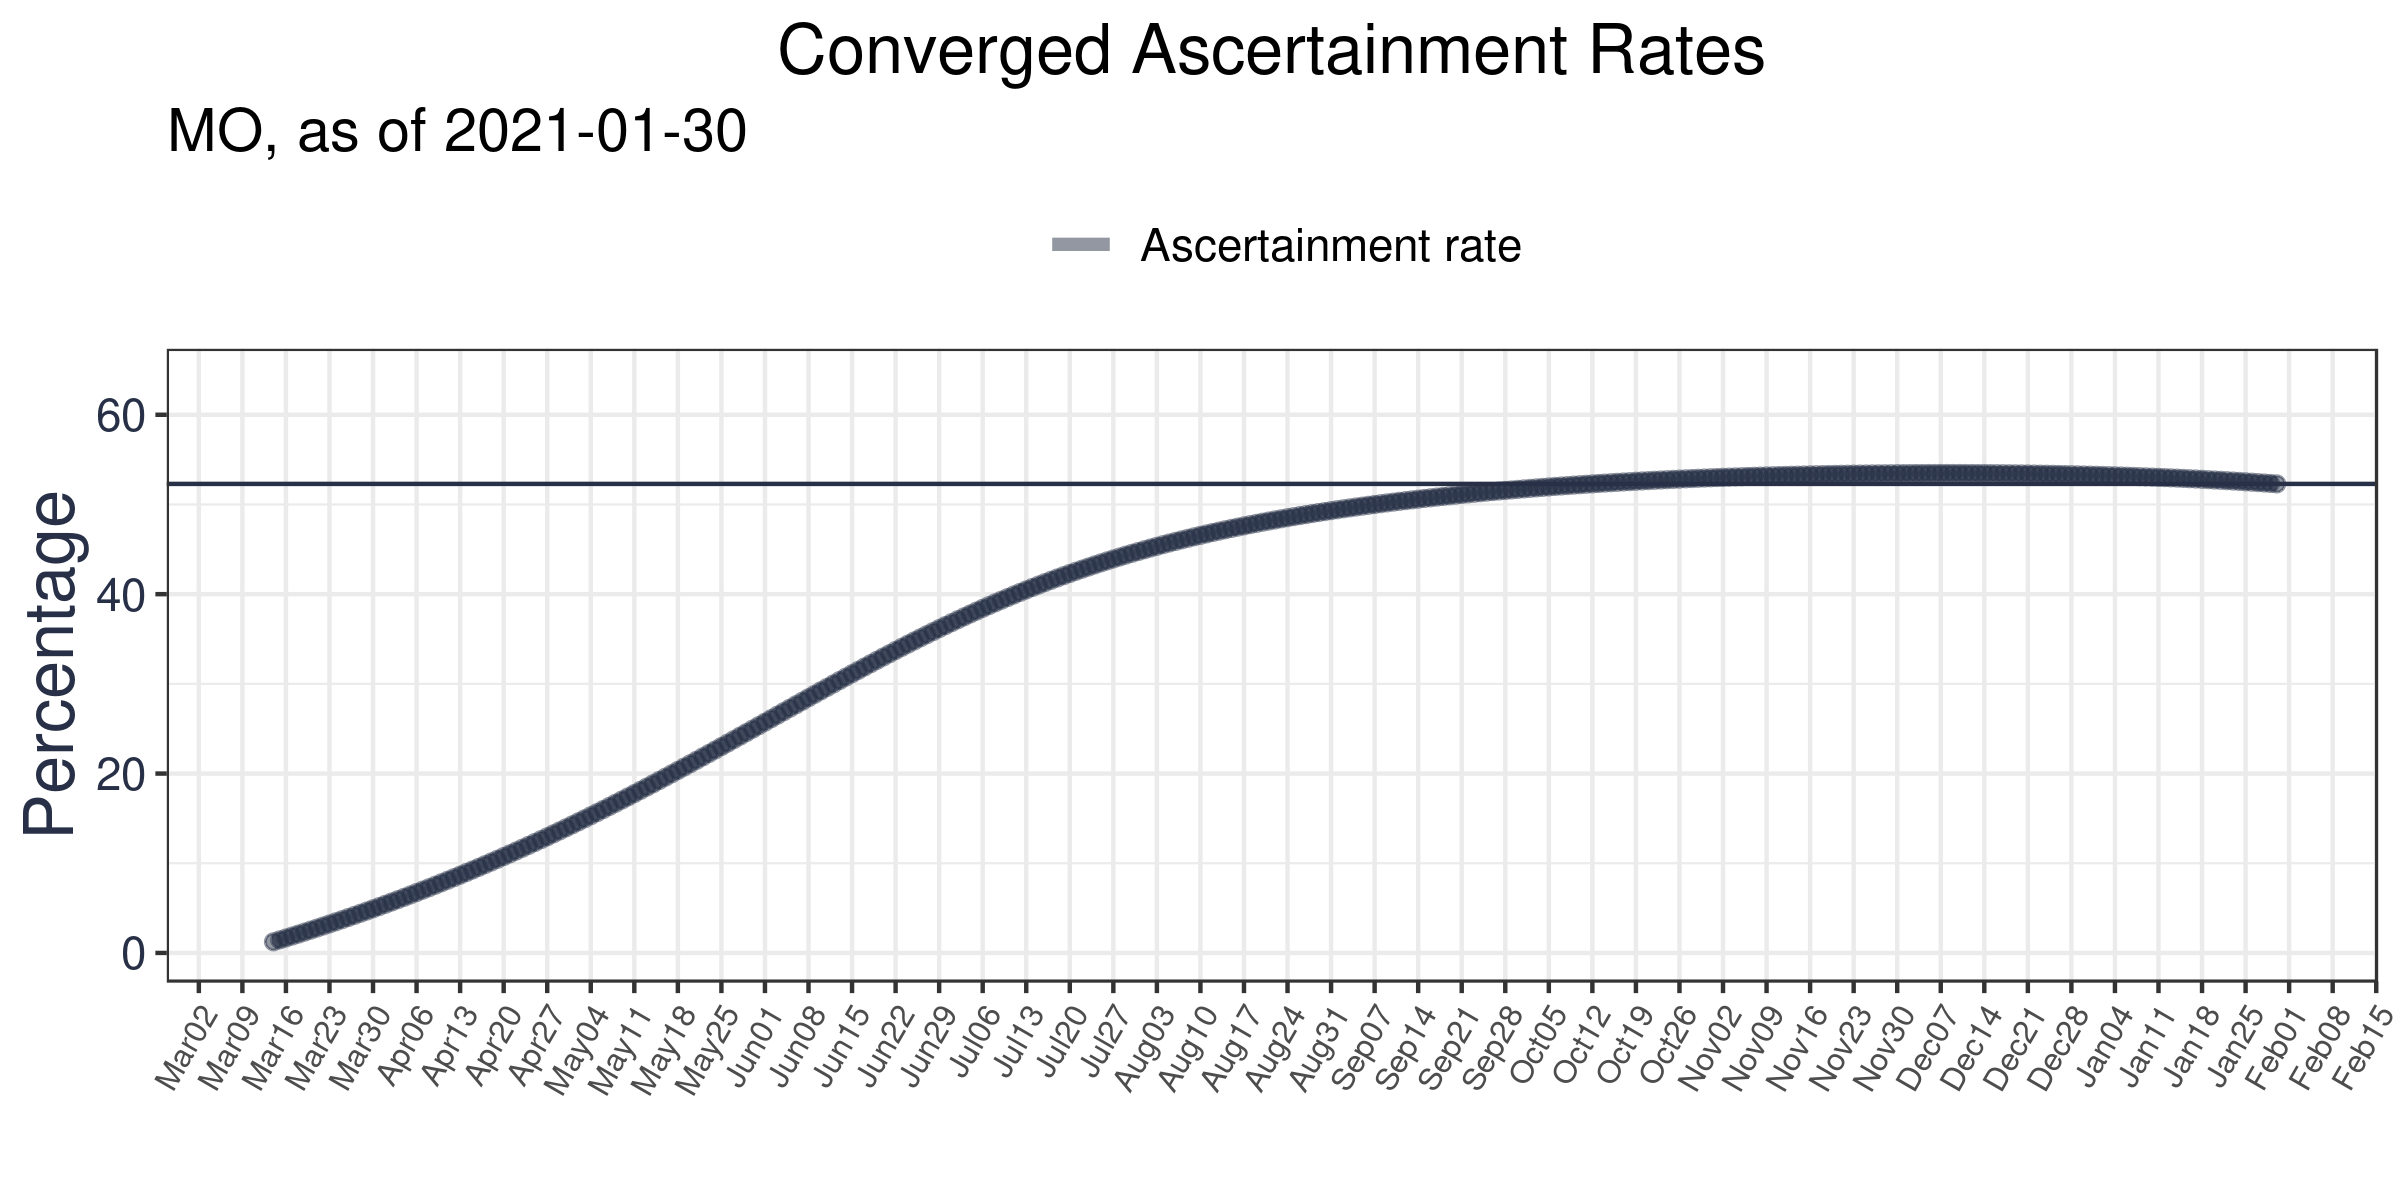 Converged Ascertainment Rates
MO, as of 2021-01-30
Ascertainment rate
Percentage
60
40
20
0
Mar02
Mar09
Mar16
Mar23
Mar30
Apr06
Apr13
Apr20
Apr27
May04
May11
May18
May25
Jun01
Jun08
Jun15
Jun22
Jun29
Jul06
Jul13
Jul20
Jul27
Aug03
Aug10
Aug17
Aug24
Aug31
Sep07
Sep14
Sep21
Sep28
Oct05
Oct12
Oct19
Oct26
Nov02
Nov09
Nov16
Nov23
Nov30
Dec07
Dec14
Dec21
Dec28
Jan04
Jan11
Jan18
Jan25
Feb01
Feb08
Feb15